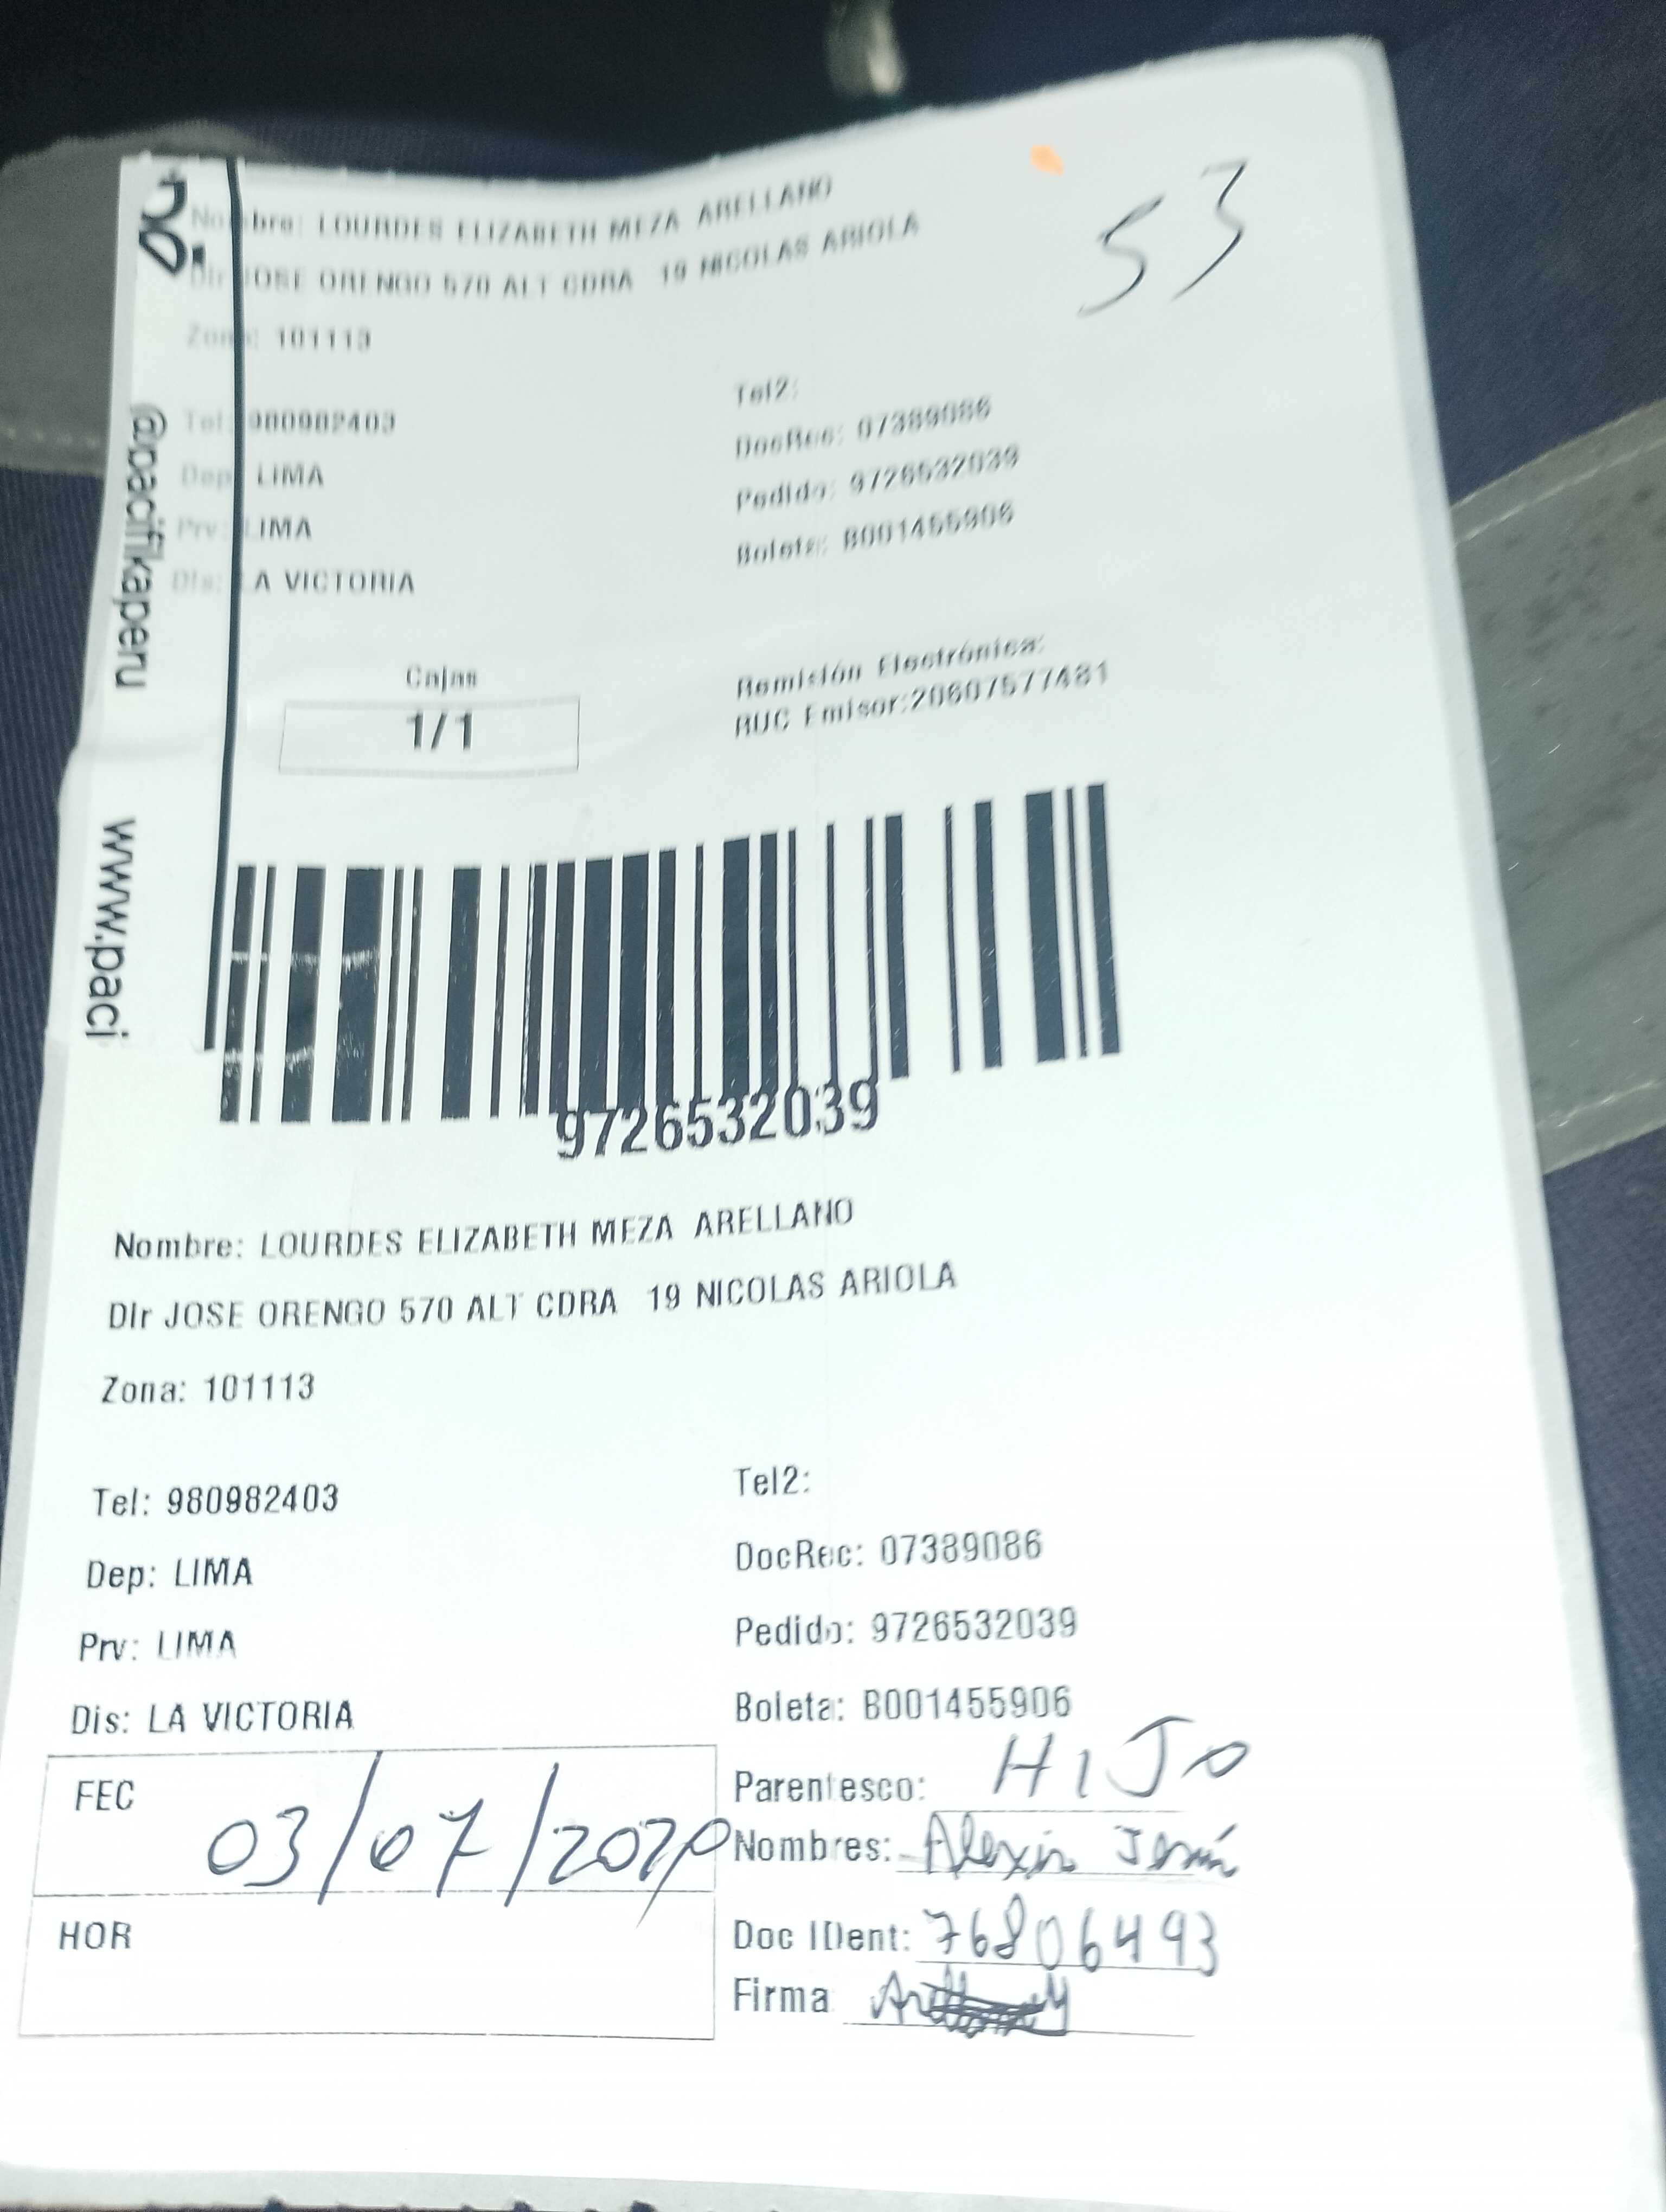 53
Nombre: LOURDES ELIZABETH MEZA ARELLANO
Dir JOSE ORENGO 570 ALT CDRA 19 NICOLAS ARIOLA
Zona: 101113
Tel: 980982403
Dep: LIMA
Prv: LIMA
Dis: LA VICTORIA
Tel2:
DocRec: 07389086
Pedido: 9726532039
Boleta: B001455906
Cajas
1/1
Remisión Electrónica:
RUC Emisor:20607577481
@pacifikaperu
www.paci
9726532039
Nombre: LOURDES ELIZABETH MEZA ARELLANO
Dir JOSE ORENGO 570 ALT CDRA 19 NICOLAS ARIOLA
Zona: 101113
Tel: 980982403
Dep: LIMA
Prv: LIMA
Dis: LA VICTORIA
Tel2:
DocRec: 07389086
Pedido: 9726532039
Boleta: B001455906
FEC
03/07/
HOR
Parentesco: HIJO
Nombres:
Doc IDent: 76806493
Firma